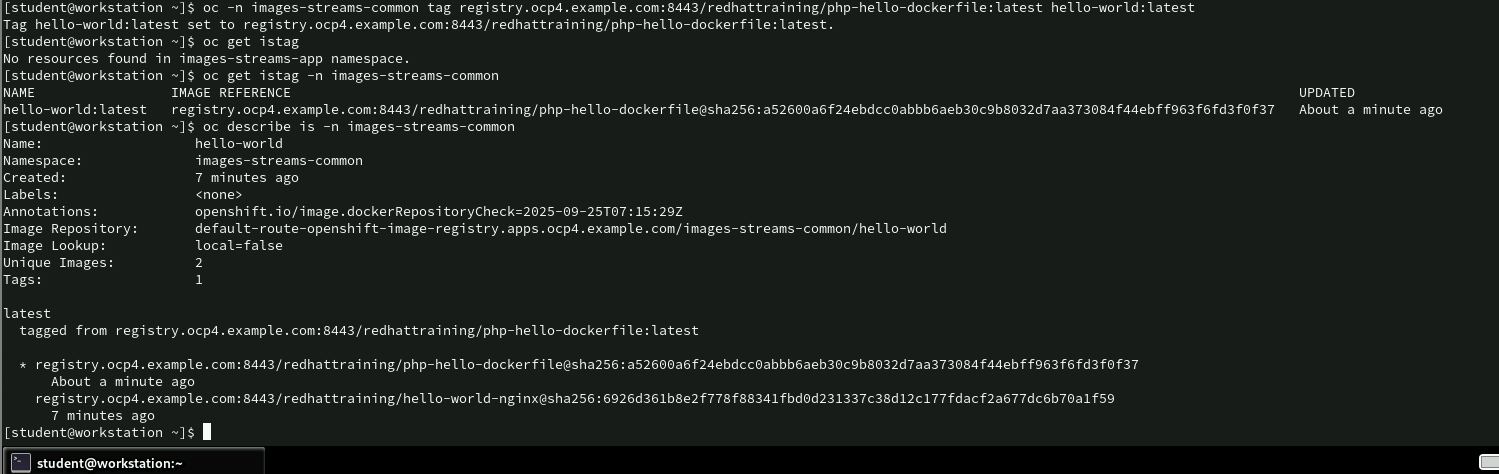 [student@workstation ~]$ oc -n images-streams-common tag registry.ocp4.example.com:8443/redhattraining/php-hello-dockerfile:latest hello-world:latest
Tag hello-world:latest set to registry.ocp4.example.com:8443/redhattraining/php-hello-dockerfile:latest.
[student@workstation ~]$ oc get istag
No resources found in images-streams-app namespace.
[student@workstation ~]$ oc get istag -n images-streams-common
NAME IMAGE REFERENCE UPDATED
hello-world:latest registry.ocp4.example.com:8443/redhattraining/php-hello-dockerfile@sha256:a52600a6f24ebdcc0abbb6aeb30c9b8032d7aa373084f44ebff963f6fd3f0f37 About a minute ago
[student@workstation ~]$ oc describe is -n images-streams-common
Name: hello-world
Namespace: images-streams-common
Created: 7 minutes ago
Labels: <none>
Annotations: openshift.io/image.dockerRepositoryCheck=2025-09-25T07:15:29Z
Image Repository: default-route-openshift-image-registry.apps.ocp4.example.com/images-streams-common/hello-world
Image Lookup: local=false
Unique Images: 2
Tags: 1
latest
tagged from registry.ocp4.example.com:8443/redhattraining/php-hello-dockerfile:latest
* registry.ocp4.example.com:8443/redhattraining/php-hello-dockerfile@sha256:a52600a6f24ebdcc0abbb6aeb30c9b8032d7aa373084f44ebff963f6fd3f0f37
About a minute ago
registry.ocp4.example.com:8443/redhattraining/hello-world-nginx@sha256:6926d361b8e2f778f88341fbd0d231337c38d12c177fdacf2a677dc6b70a1f59
7 minutes ago
[student@workstation ~]$
student@workstation:~